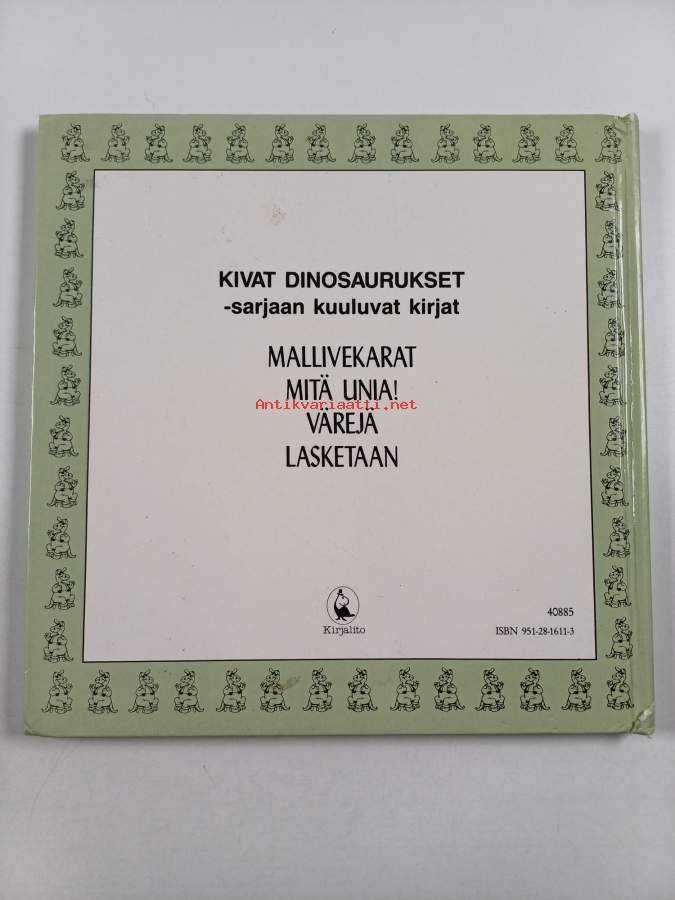 KIVAT DINOSAURUKSET
-sarjaan kuuluvat kirjat
MALLIVEKARAT
MITÄ UNIA!
Antikvariaatti.net
VÄREJÄ
LASKETAAN
Kirjalito
40885
ISBN 951-28-1611-3